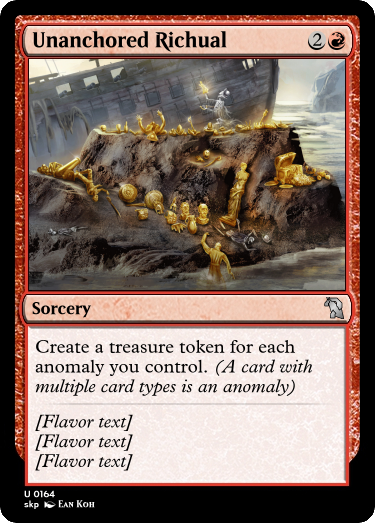 Unanchored Richual 2
Sorcery
Create a treasure token for each
anomaly you control. (A card with
multiple card types is an anomaly)
[Flavor text]
[Flavor text]
[Flavor text]
U 0164
skp Ean Koh